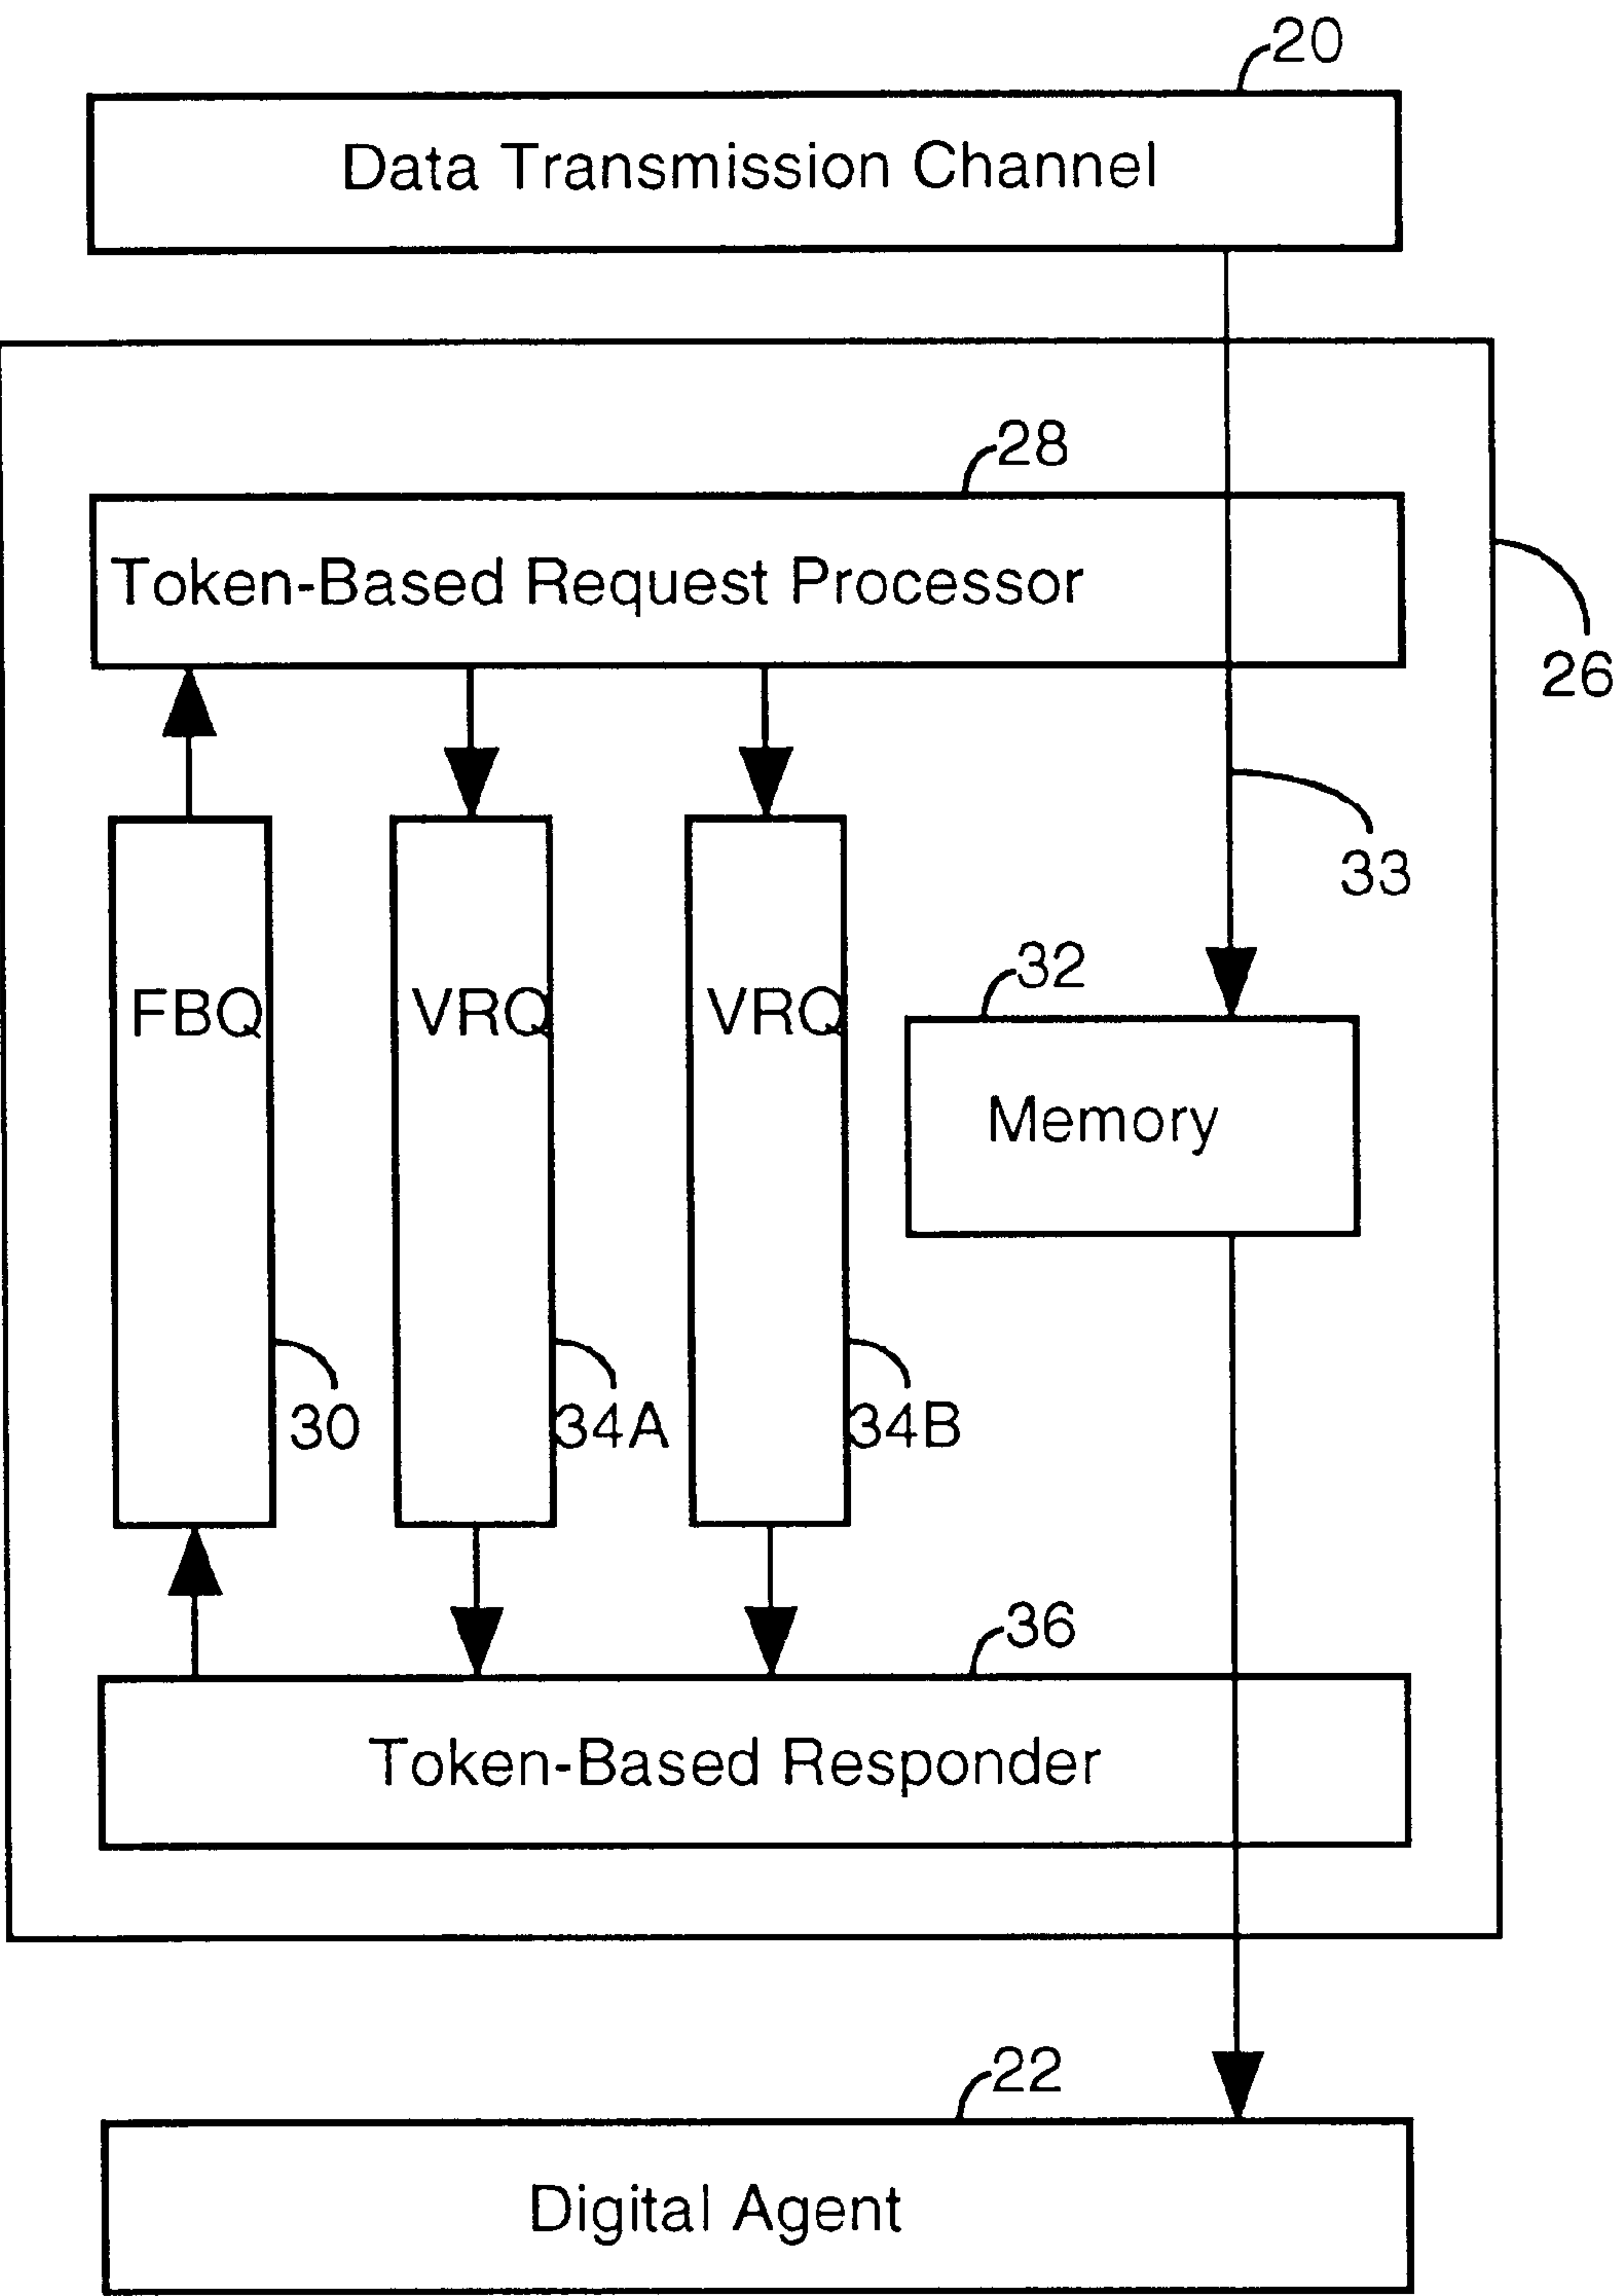 20
Data Transmission Channel
28
Token-Based Request Processor
26
33
32
FBQ
VRQ
VRQ
Memory
30
34A
34B
36
Token-Based Responder
22
Digital Agent